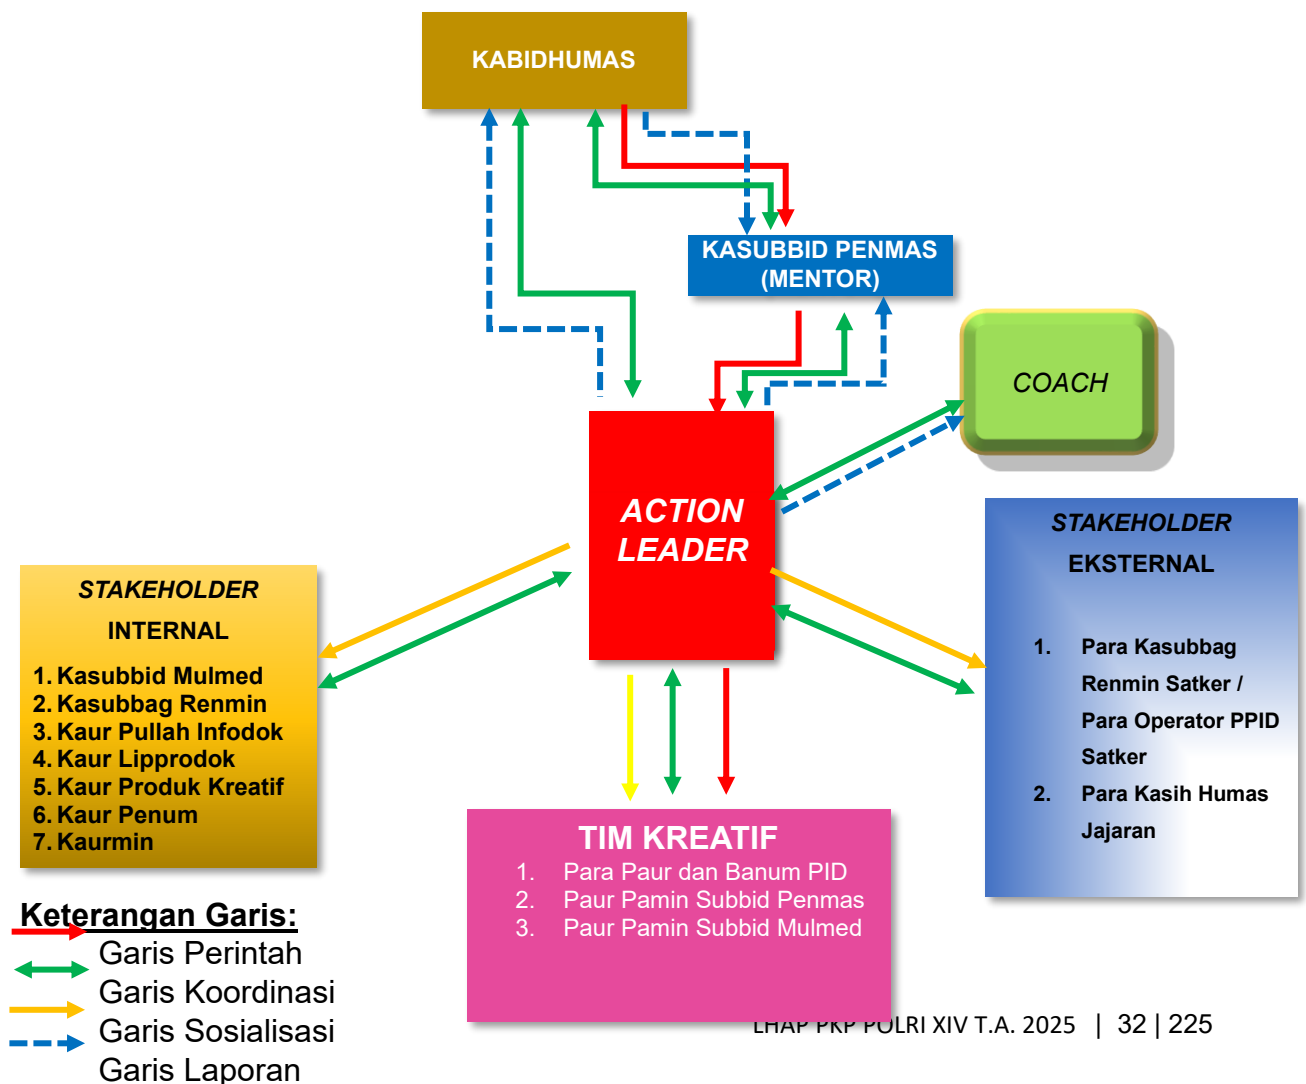 KABIDHUMAS
KASUBBID PENMAS
(MENTOR)
COACH
ACTION
LEADER
STAKEHOLDER
EKSTERNAL
1. Para Kasubbag
Renmin Satker /
Para Operator PPID
Satker
2. Para Kasih Humas
Jajaran
STAKEHOLDER
INTERNAL
1. Kasubbid Mulmed
2. Kasubbag Renmin
3. Kaur Pullah Infodok
4. Kaur Lipprodok
5. Kaur Produk Kreatif
6. Kaur Penum
7. Kaurmin
TIM KREATIF
1. Para Paur dan Banum PID
2. Paur Pamin Subbid Penmas
3. Paur Pamin Subbid Mulmed
Keterangan Garis:
Garis Perintah
Garis Koordinasi
Garis Sosialisasi
Garis Laporan
LHAP PKP POLRI XIV T.A. 2025 | 32 | 225